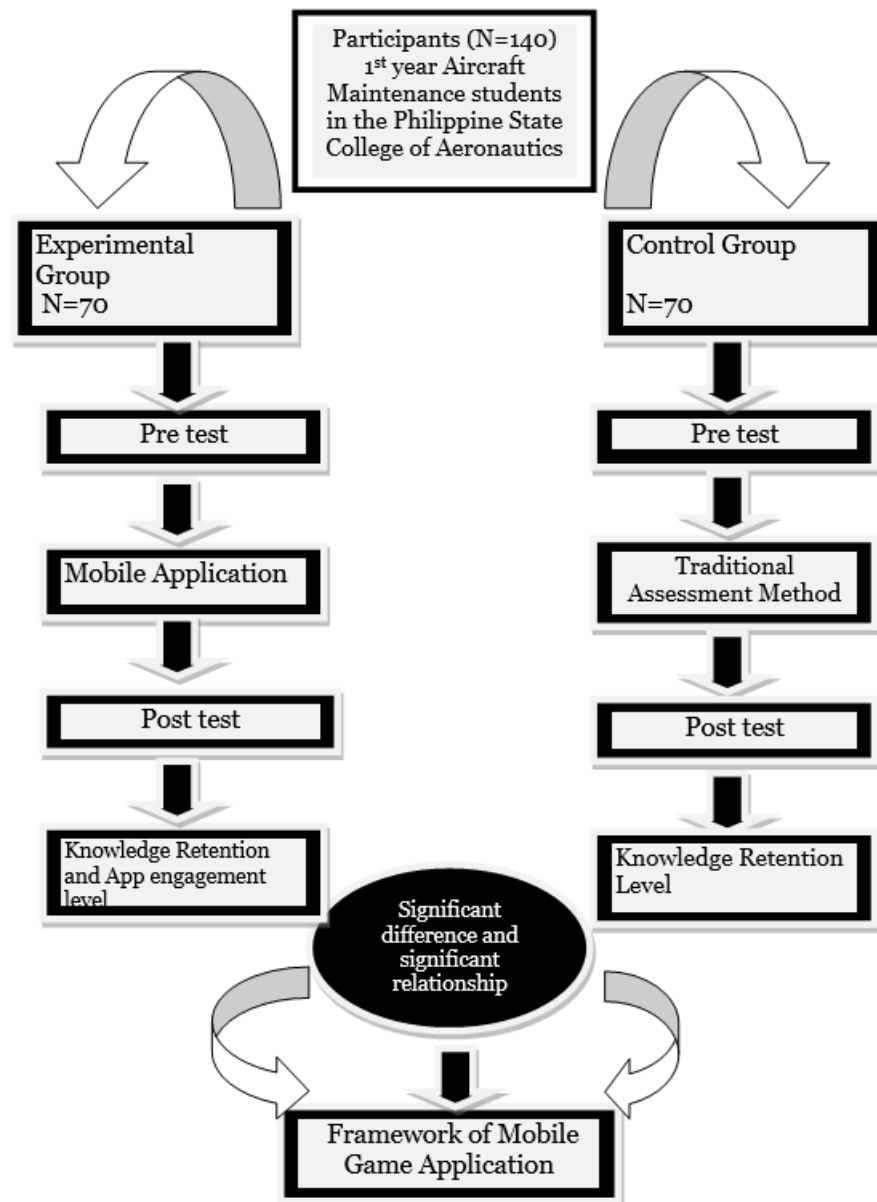 Participants (N=140)
1st year Aircraft
Maintenance students
in the Philippine State
College of Aeronautics
Experimental
Group
N=70
Control Group
N=70
Pre test
Pre test
Mobile Application
Traditional
Assessment Method
Post test
Post test
Knowledge Retention
and App engagement
level
Knowledge Retention
Level
Significant
difference and
significant
relationship
Framework of Mobile
Game Application